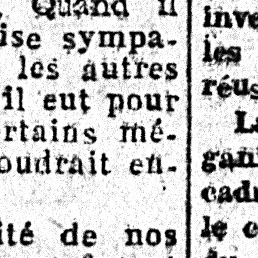 Quand il
ise sympa-
les autres
il eut pour
ertains mé-
oudrait en-
ité de nos
inve
les
réus
La
gani
cadr
le c